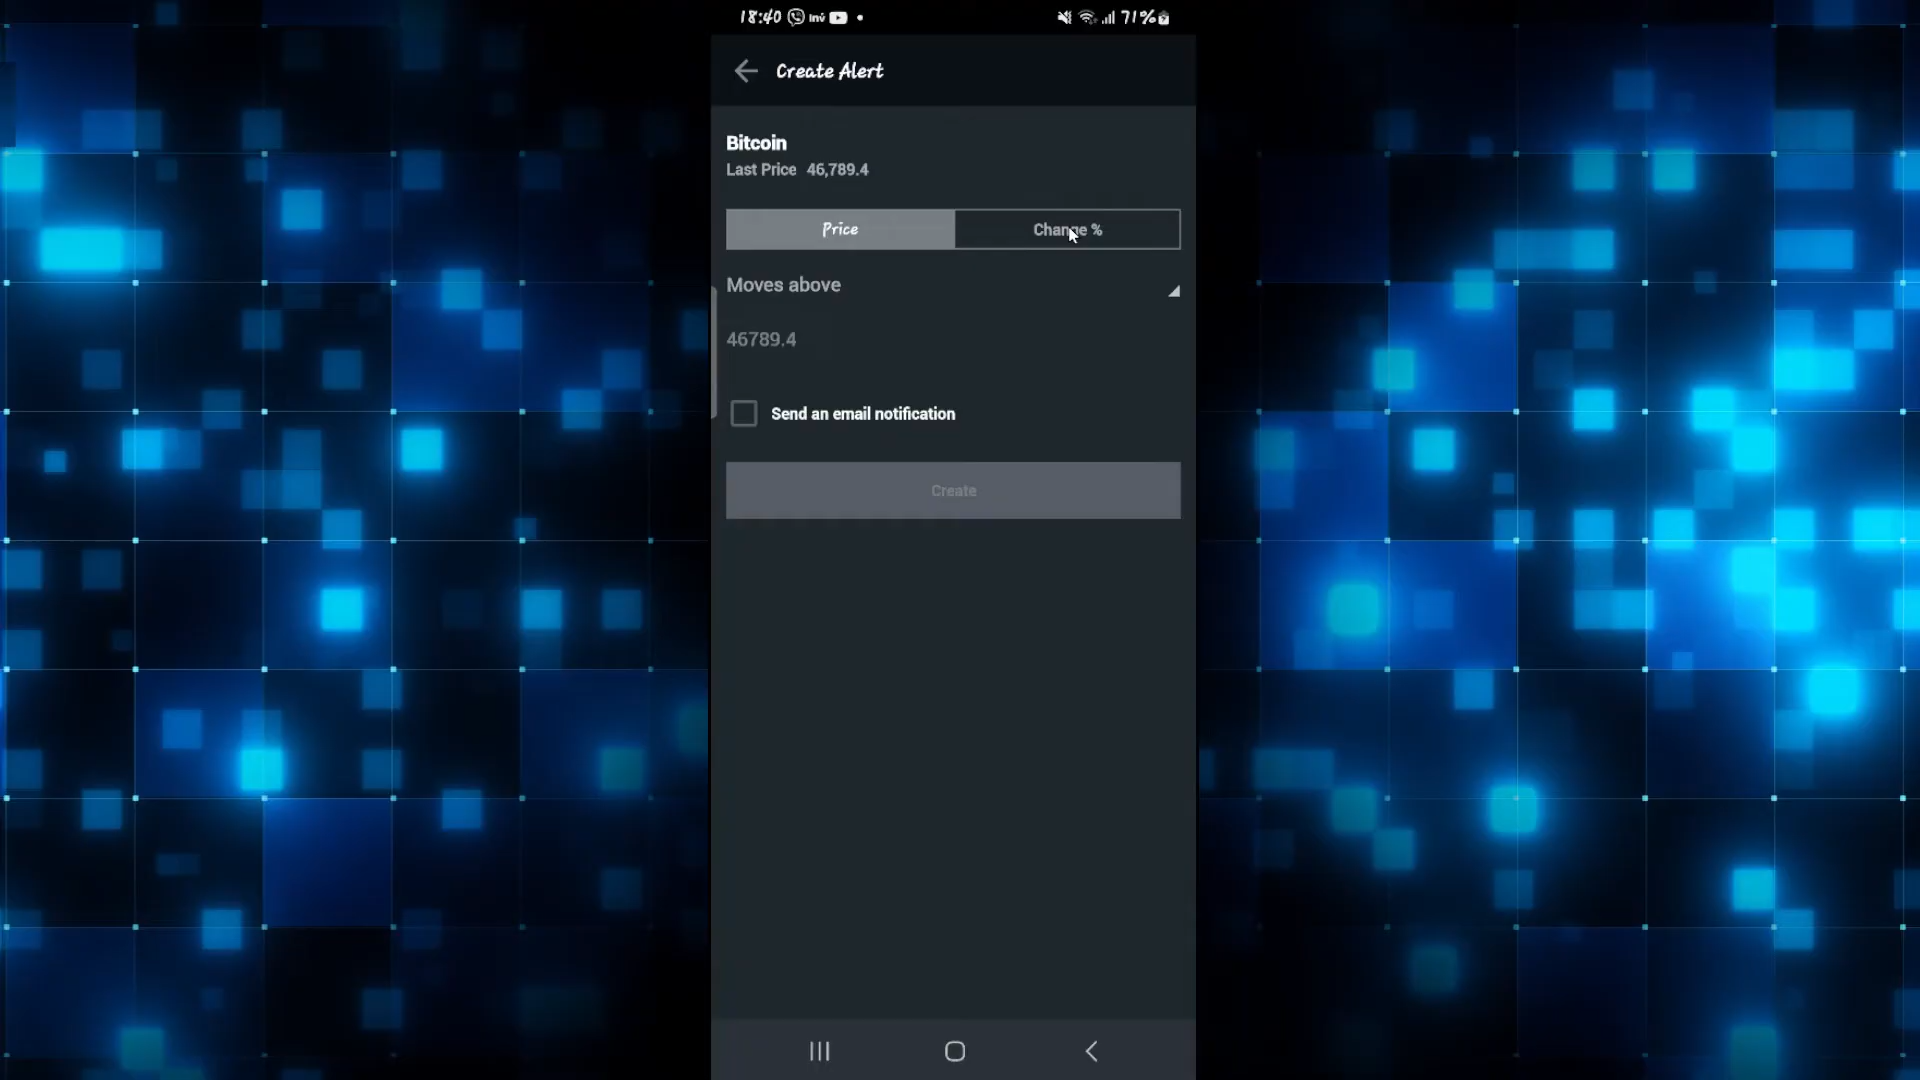 18:40 Inv 71%
Create Alert
Bitcoin
Last Price 46,789.4
Price Change %
Moves above
46789.4
Send an email notification
Create